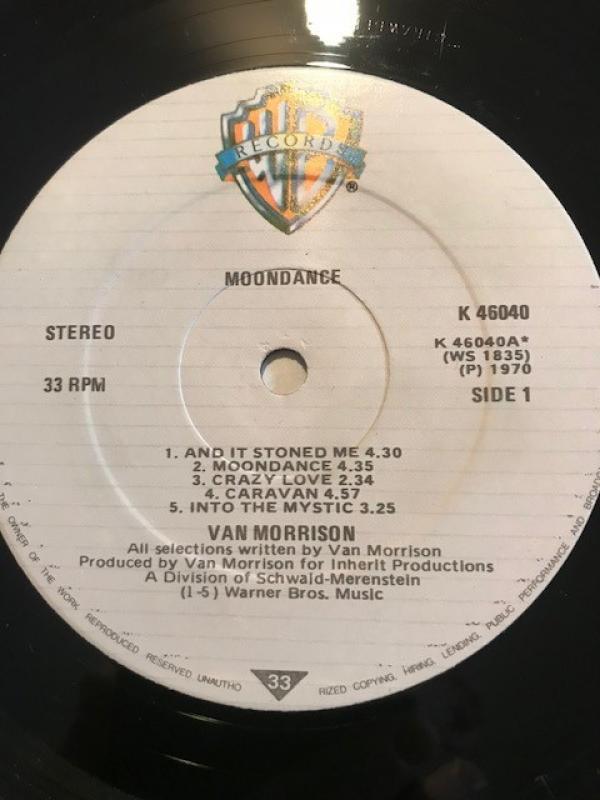 RECORDS
®
MOONDANCE
STEREO
33 RPM
K 46040
K 46040A*
(WS 1835)
(P) 1970
SIDE 1
1. AND IT STONED ME 4.30
2. MOONDANCE 4.35
3. CRAZY LOVE 2.34
4. CARAVAN 4.57
5. INTO THE MYSTIC 3.25
VAN MORRISON
All selections written by Van Morrison
Produced by Van Morrison for Inherit Productions
A Division of Schwaid-Merenstein
(1-5) Warner Bros. Music
THE OWNER OF THE WORK REPRODUCED RESERVED UNAUTHO
33
RIZED COPYING. HIRING. LENDING. PUBLIC PERFORMANCE AND